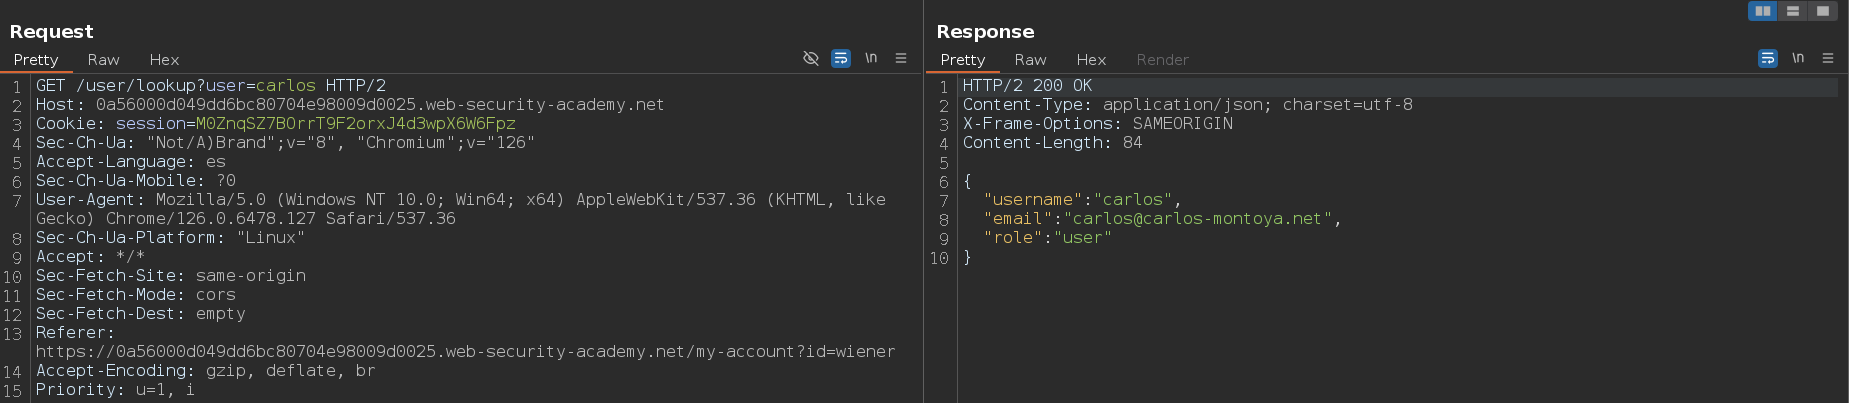 Request
Pretty Raw Hex
\n
1 GET /user/lookup?user=carlos HTTP/2
2 Host: 0a56000d049dd6bc80704e98009d0025.web-security-academy.net
3 Cookie: session=M0ZnqSZ7BOrrT9F2orxJ4d3wpX6W6Fpz
4 Sec-Ch-Ua: "Not/A)Brand";v="8", "Chromium";v="126"
5 Accept-Language: es
6 Sec-Ch-Ua-Mobile: ?0
7 User-Agent: Mozilla/5.0 (Windows NT 10.0; Win64; x64) AppleWebKit/537.36 (KHTML, like
Gecko) Chrome/126.0.6478.127 Safari/537.36
8 Sec-Ch-Ua-Platform: "Linux"
9 Accept: */*
10 Sec-Fetch-Site: same-origin
11 Sec-Fetch-Mode: cors
12 Sec-Fetch-Dest: empty
13 Referer:
https://0a56000d049dd6bc80704e98009d0025.web-security-academy.net/my-account?id=wiener
14 Accept-Encoding: gzip, deflate, br
15 Priority: u=1, i
Response
Pretty Raw Hex Render
\n
1 HTTP/2 200 OK
2 Content-Type: application/json; charset=utf-8
3 X-Frame-Options: SAMEORIGIN
4 Content-Length: 84
5
6 {
7 "username":"carlos",
8 "email":"carlos@carlos-montoya.net",
9 "role":"user"
10 }